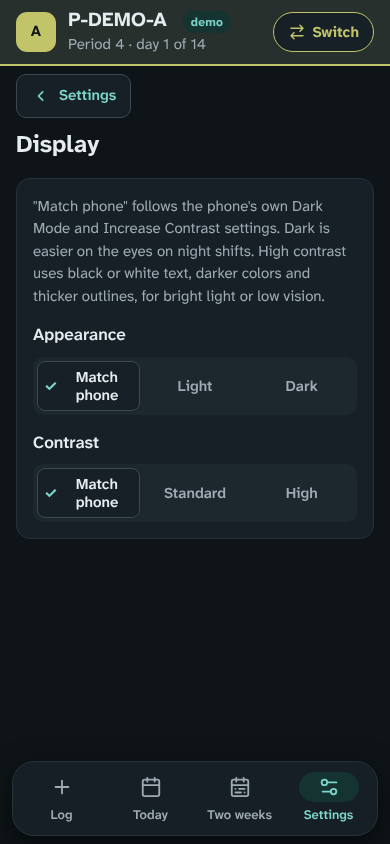 A
P-DEMO-A
demo
Period 4 · day 1 of 14
Switch
Settings
Display
"Match phone" follows the phone's own Dark
Mode and Increase Contrast settings. Dark is
easier on the eyes on night shifts. High contrast
uses black or white text, darker colors and
thicker outlines, for bright light or low vision.
Appearance
Match
phone
Light
Dark
Contrast
Match
phone
Standard
High
Log
Today
Two weeks
Settings